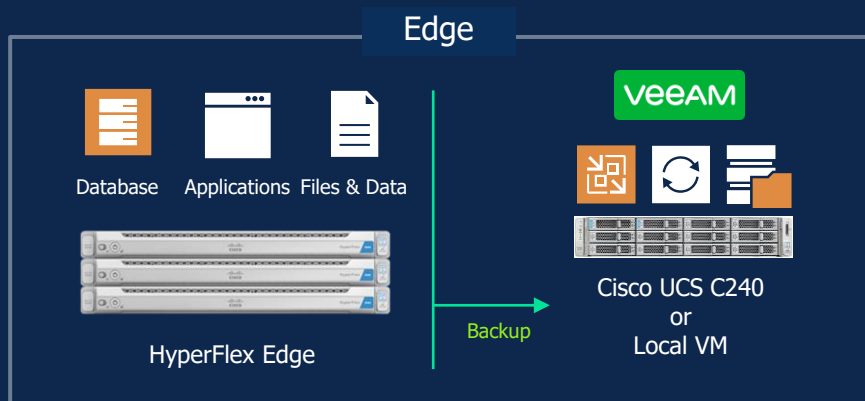 Edge
veeam
Database
Applications
Files & Data
HyperFlex Edge
Backup
Cisco UCS C240
or
Local VM